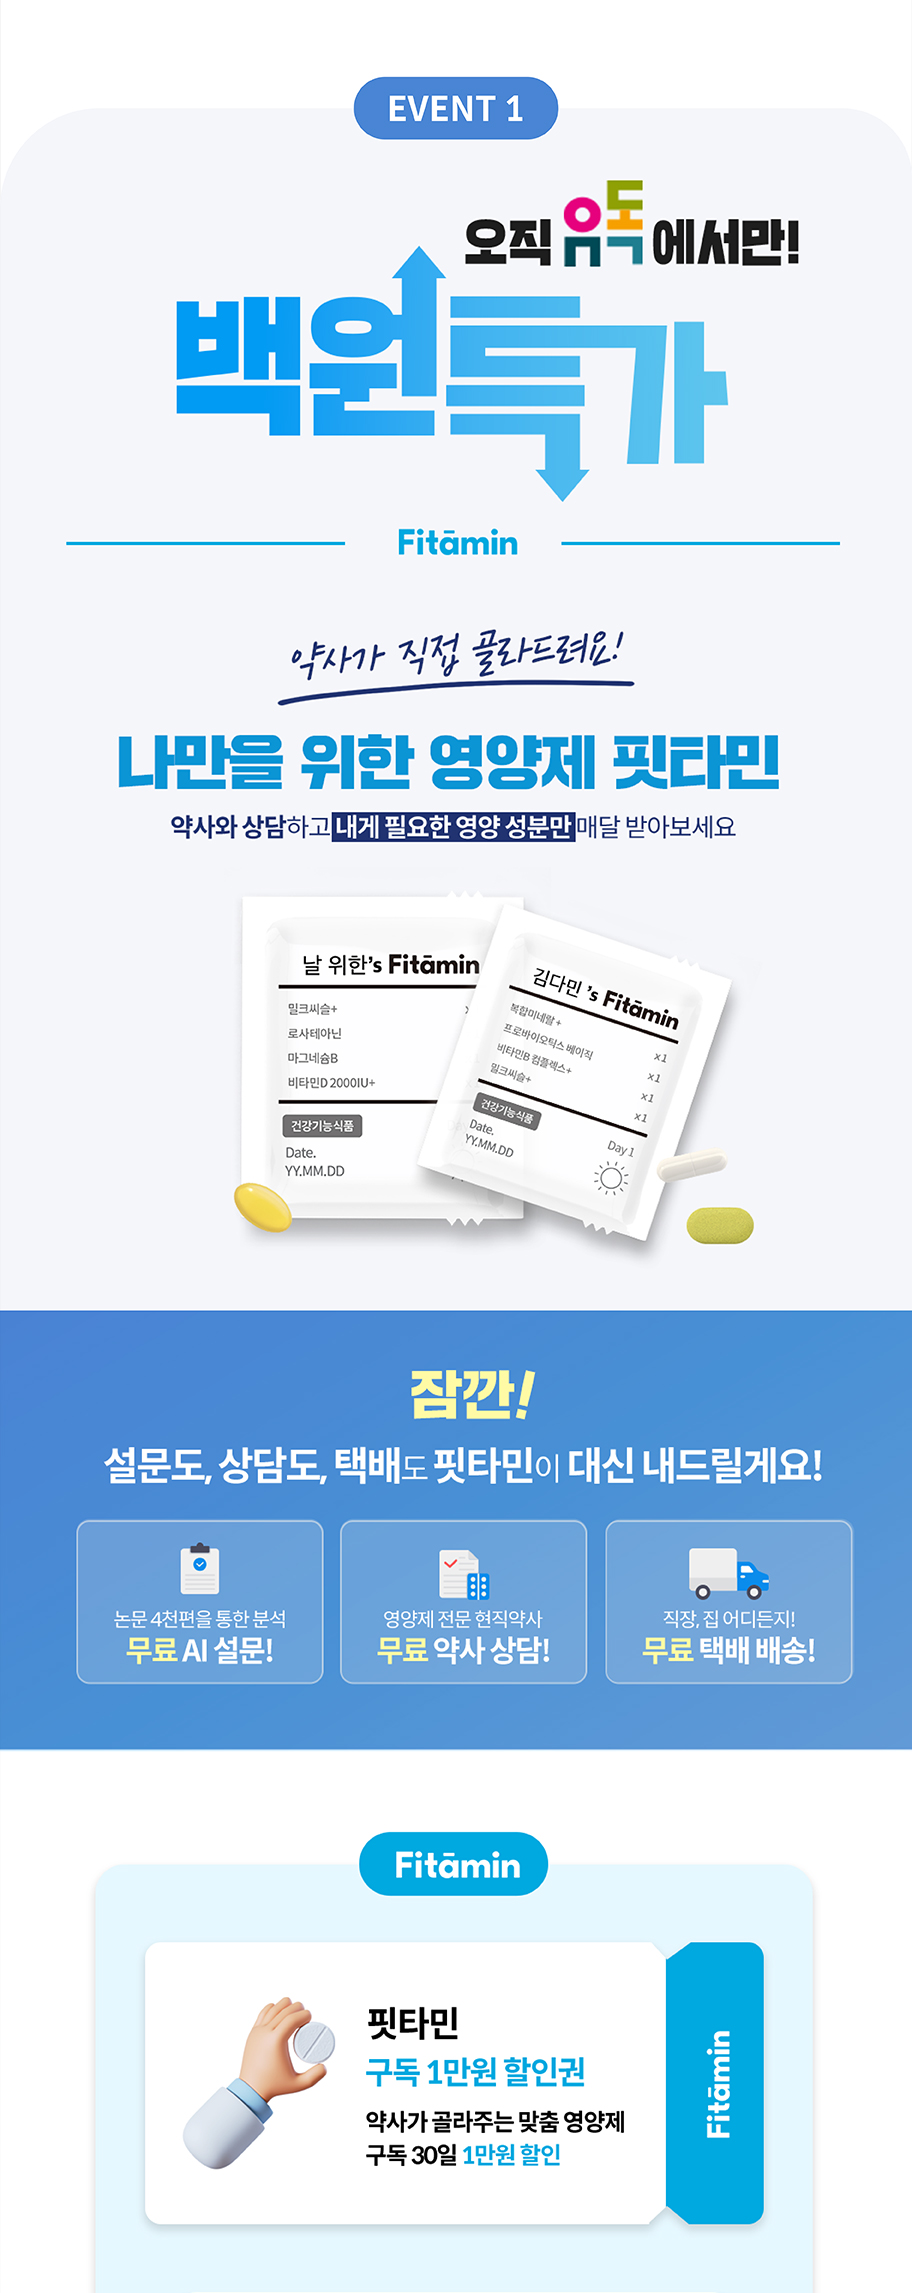 EVENT 1
오직 유독 에서만!
백원특가
Fitāmin
약사가 직접 골라드려요!
나만을 위한 영양제 핏타민
약사와 상담하고 내게 필요한 영양 성분만 매달 받아보세요
날 위한's Fitāmin
밀크씨슬+
로사테아닌
마그네슘B
비타민D 2000IU+
건강기능식품
Date.
YY.MM.DD
김다민 's Fitāmin
복합미네랄+ x1
프로바이오틱스 베이직 x1
비타민B 컴플렉스+ x1
밀크씨슬+ x1
건강기능식품
Date.
YY.MM.DD
Day 1
잠깐!
설문도, 상담도, 택배도 핏타민이 대신 내드릴게요!
논문 4천편을 통한 분석
무료 AI 설문!
영양제 전문 현직약사
무료 약사 상담!
직장, 집 어디든지!
무료 택배 배송!
Fitāmin
핏타민
구독 1만원 할인권
약사가 골라주는 맞춤 영양제
구독 30일 1만원 할인
Fitāmin